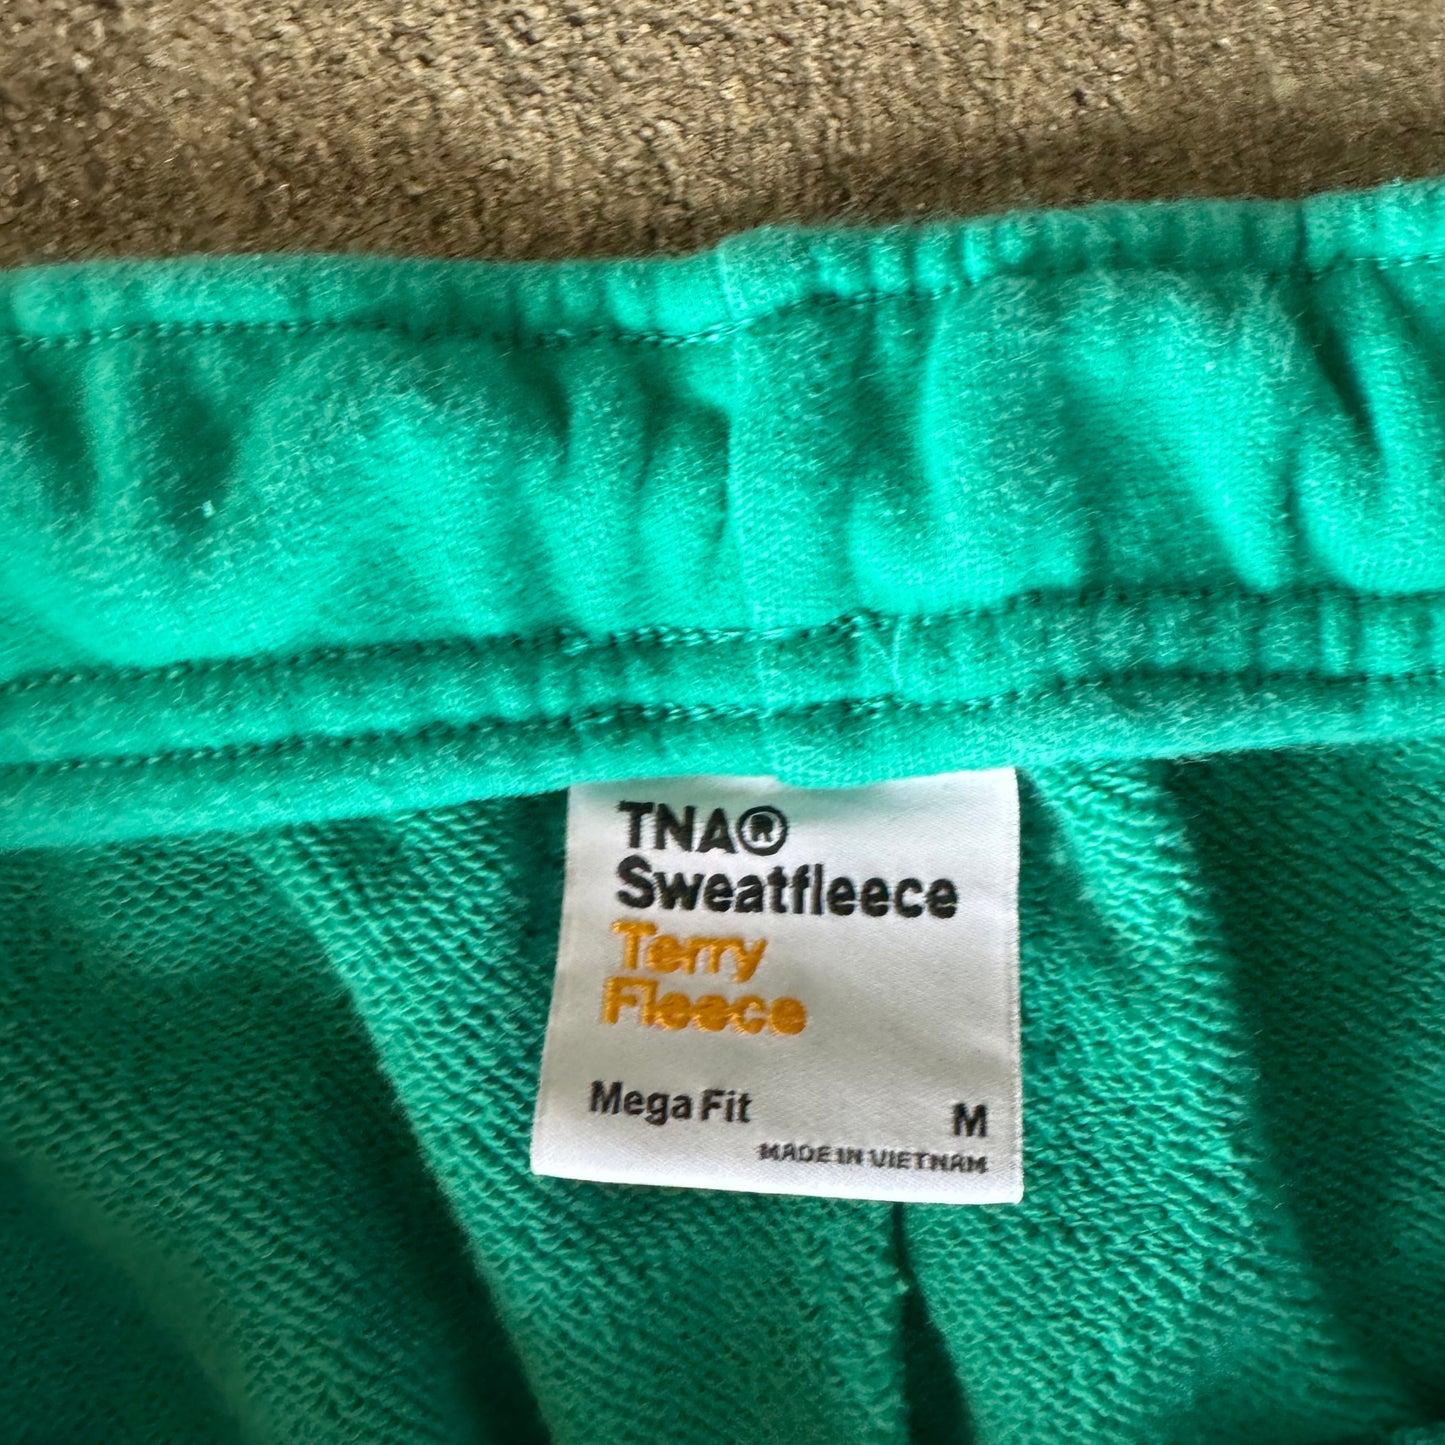 TNA®
Sweatfleece
Terry
Fleece
Mega Fit M
MADE IN VIETNAM